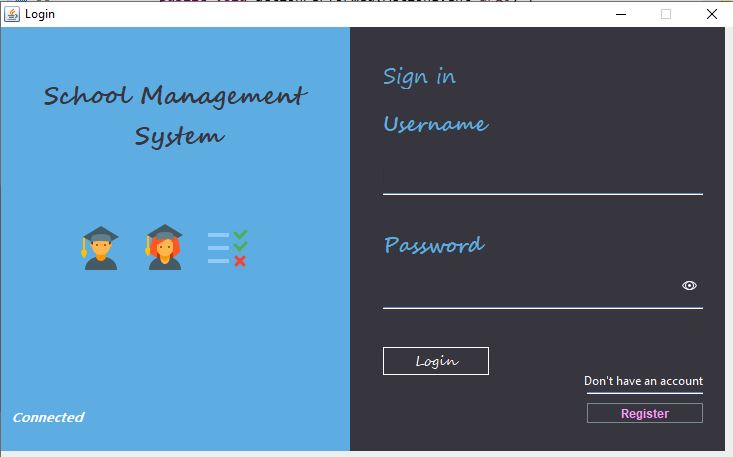 Login
School Management
System
Connected
Sign in
Username
Password
Login
Don't have an account
Register